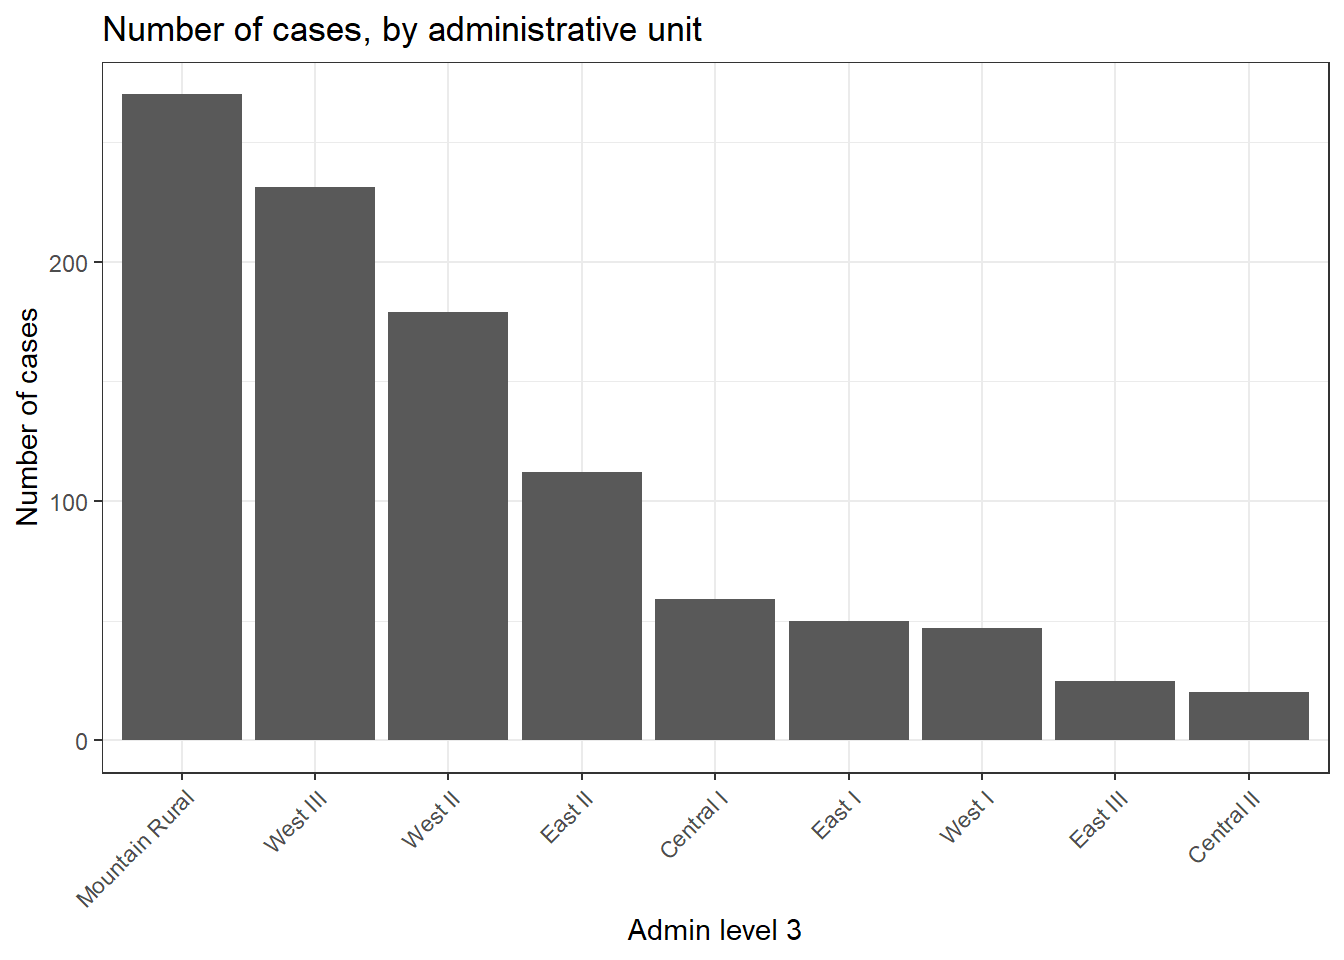 Number of cases, by administrative unit
Number of cases
200
100
0
Mountain Rural
West III
West II
East II
Central I
East I
West I
East III
Central II
Admin level 3